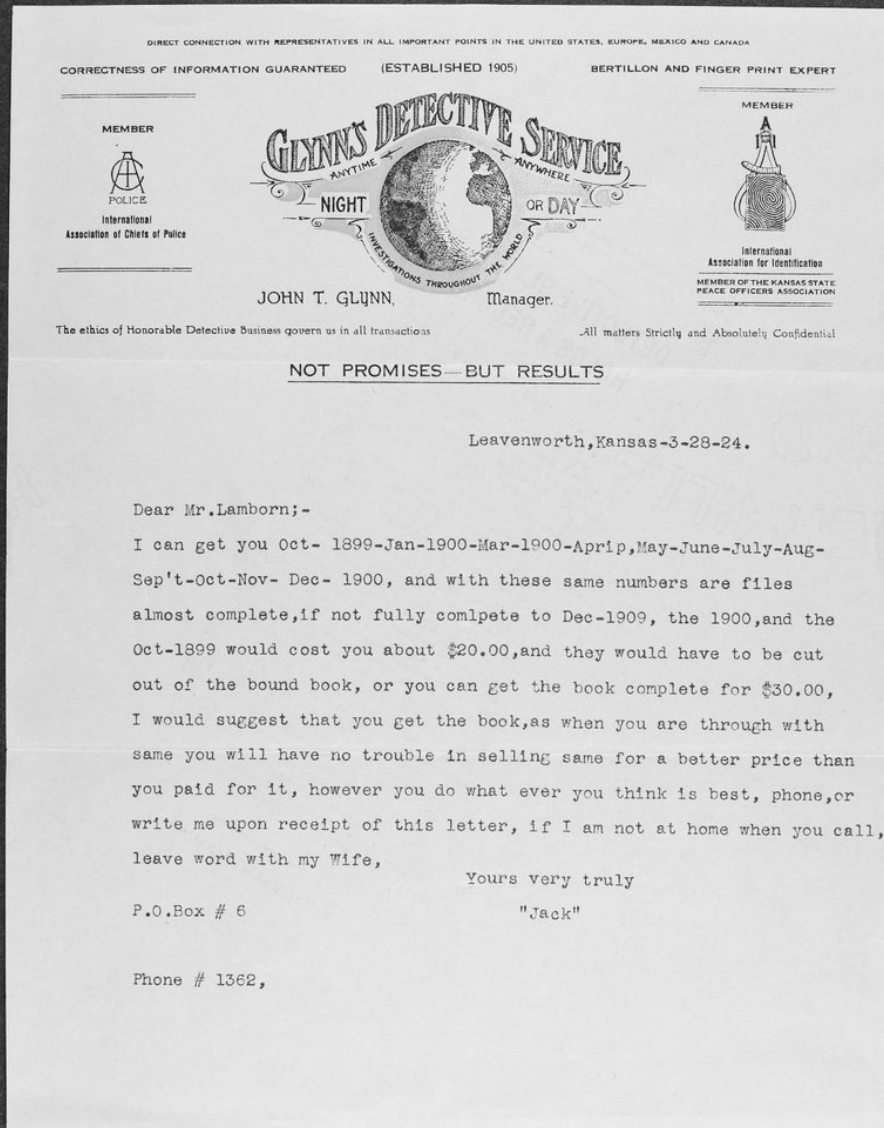 DIRECT CONNECTION WITH REPRESENTATIVES IN ALL IMPORTANT POINTS IN THE UNITED STATES, EUROPE, MEXICO AND CANADA
CORRECTNESS OF INFORMATION GUARANTEED (ESTABLISHED 1905) BERTILLON AND FINGER PRINT EXPERT
MEMBER
POLICE
International
Association of Chiefs of Police
GLYNN'S DETECTIVE SERVICE
ANYTIME ANYWHERE
NIGHT OR DAY
INVESTIGATIONS THROUGHOUT THE WORLD
JOHN T. GLYNN, Manager.
MEMBER
International
Association for Identification
MEMBER OF THE KANSAS STATE
PEACE OFFICERS ASSOCIATION
The ethics of Honorable Detective Business govern us in all transactions All matters Strictly and Absolutely Confidential
NOT PROMISES—BUT RESULTS
Leavenworth,Kansas-3-28-24.
Dear Mr.Lamborn;-
I can get you Oct- 1899-Jan-1900-Mar-1900-Aprip,May-June-July-Aug-
Sep't-Oct-Nov- Dec- 1900, and with these same numbers are files
almost complete,if not fully comlpete to Dec-1909, the 1900,and the
Oct-1899 would cost you about $20.00,and they would have to be cut
out of the bound book, or you can get the book complete for $30.00,
I would suggest that you get the book,as when you are through with
same you will have no trouble in selling same for a better price than
you paid for it, however you do what ever you think is best, phone,or
write me upon receipt of this letter, if I am not at home when you call,
leave word with my Wife,
Yours very truly
P.O.Box # 6 "Jack"
Phone # 1362,